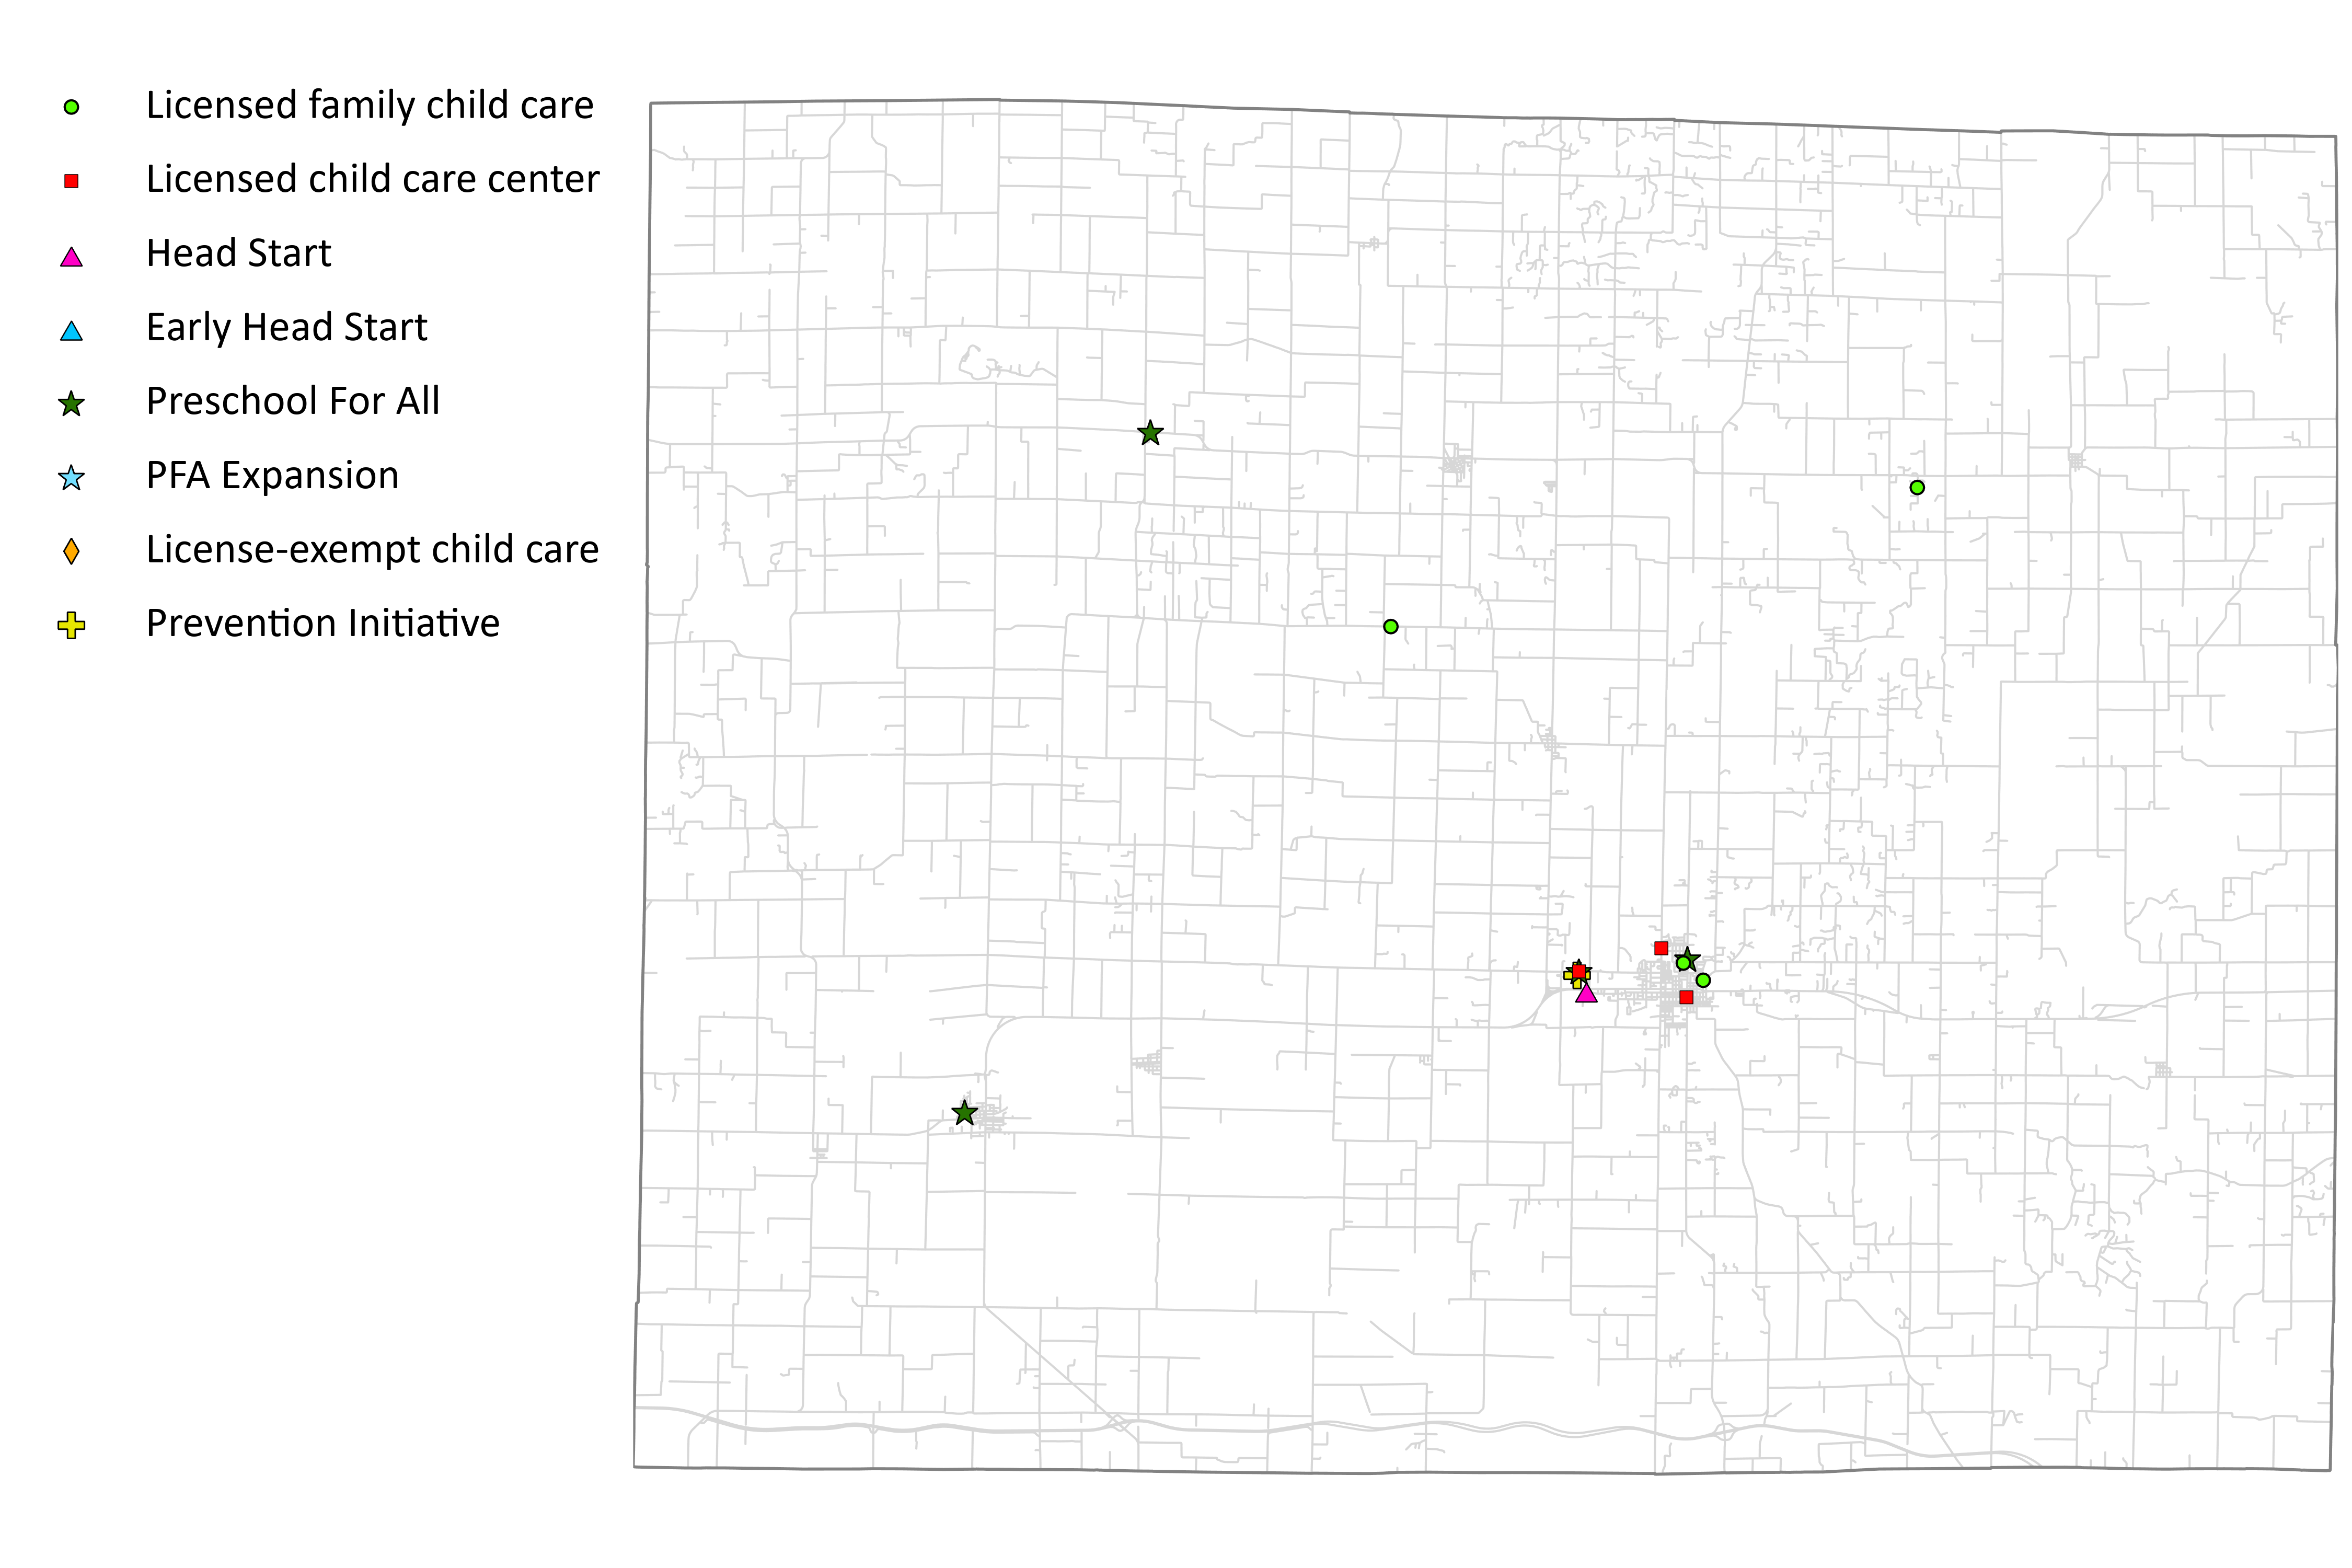 Licensed family child care
Licensed child care center
Head Start
Early Head Start
Preschool For All
PFA Expansion
License-exempt child care
Prevention Initiative